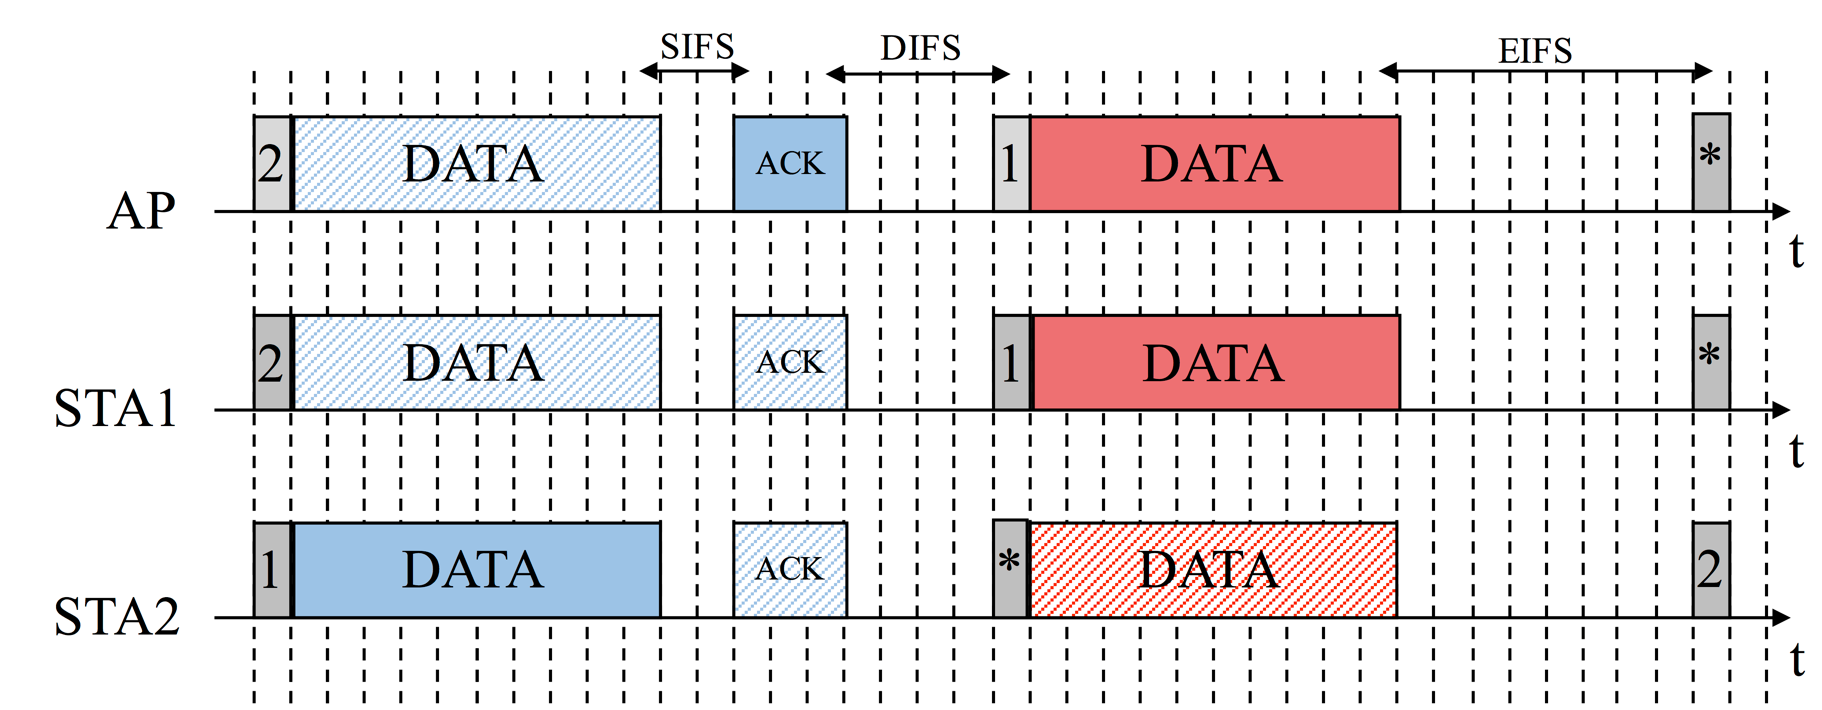 SIFS DIFS EIFS
AP 2 DATA ACK 1 DATA *
t
STA1 2 DATA ACK 1 DATA *
t
STA2 1 DATA ACK * DATA 2
t